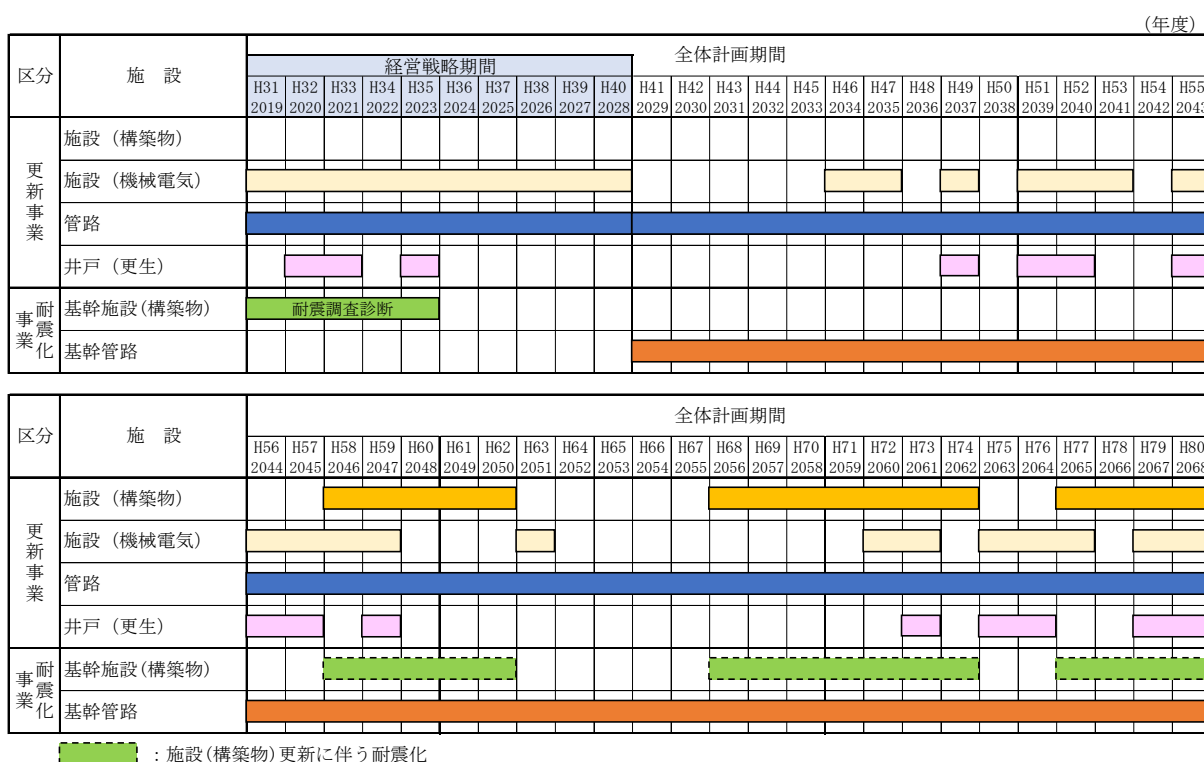 (年度)
区分 施 設 全体計画期間
経営戦略期間
H31 H32 H33 H34 H35 H36 H37 H38 H39 H40 H41 H42 H43 H44 H45 H46 H47 H48 H49 H50 H51 H52 H53 H54 H55
2019 2020 2021 2022 2023 2024 2025 2026 2027 2028 2029 2030 2031 2032 2033 2034 2035 2036 2037 2038 2039 2040 2041 2042 2043
更新事業
施設(構築物)
施設(機械電気)
管路
井戸(更生)
耐震化事業
基幹施設(構築物) 耐震調査診断
基幹管路
区分 施 設 全体計画期間
H56 H57 H58 H59 H60 H61 H62 H63 H64 H65 H66 H67 H68 H69 H70 H71 H72 H73 H74 H75 H76 H77 H78 H79 H80
2044 2045 2046 2047 2048 2049 2050 2051 2052 2053 2054 2055 2056 2057 2058 2059 2060 2061 2062 2063 2064 2065 2066 2067 2068
更新事業
施設(構築物)
施設(機械電気)
管路
井戸(更生)
耐震化事業
基幹施設(構築物)
基幹管路
:施設(構築物)更新に伴う耐震化